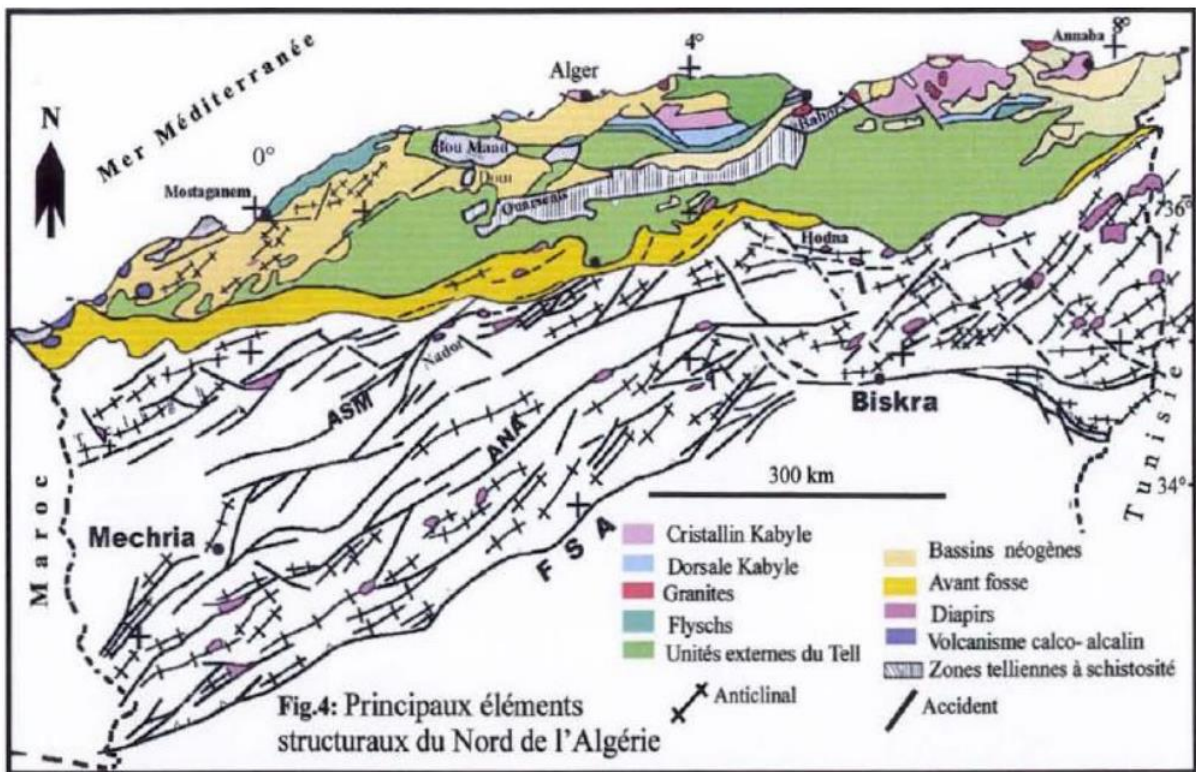 Mer Méditerranée
N
0°
4°
8°
Annaba
Alger
Bou Maad
Doui
Ouarsenis
Babor
Mostaganem
36°
Hodna
Nador
Biskra
ASM
ANA
FSA
Mechria
Maroc
Tunisie
34°
300 km
Cristallin Kabyle
Dorsale Kabyle
Granites
Flyschs
Unités externes du Tell
Anticlinal
Bassins néogènes
Avant fosse
Diapirs
Volcanisme calco- alcalin
Zones telliennes à schistosité
Accident
Fig.4: Principaux éléments
structuraux du Nord de l'Algérie